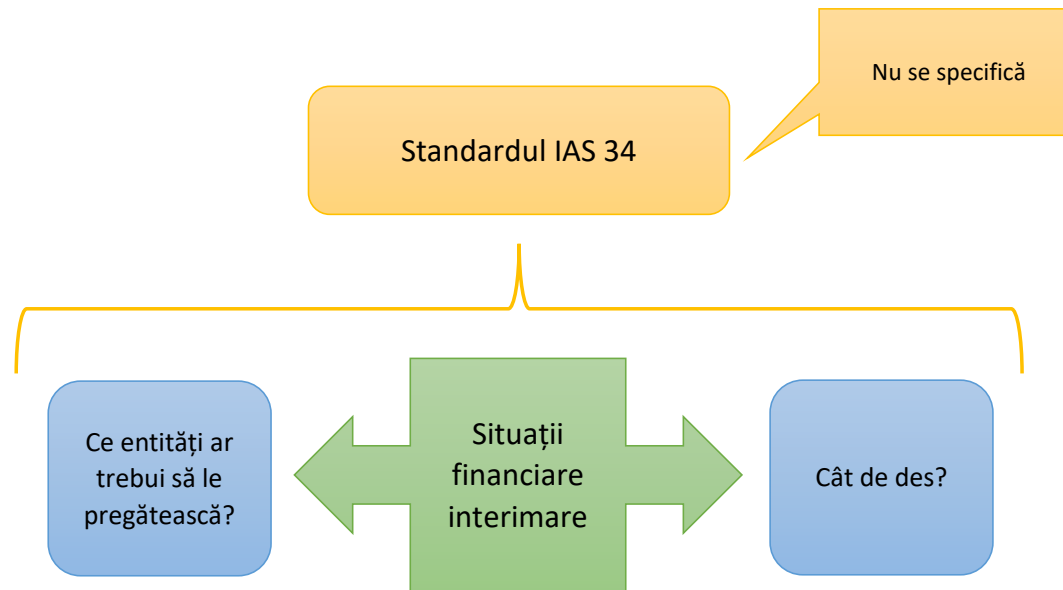 Nu se specifică
Standardul IAS 34
Ce entități ar
trebui să le
pregătească?
Situații
financiare
interimare
Cât de des?